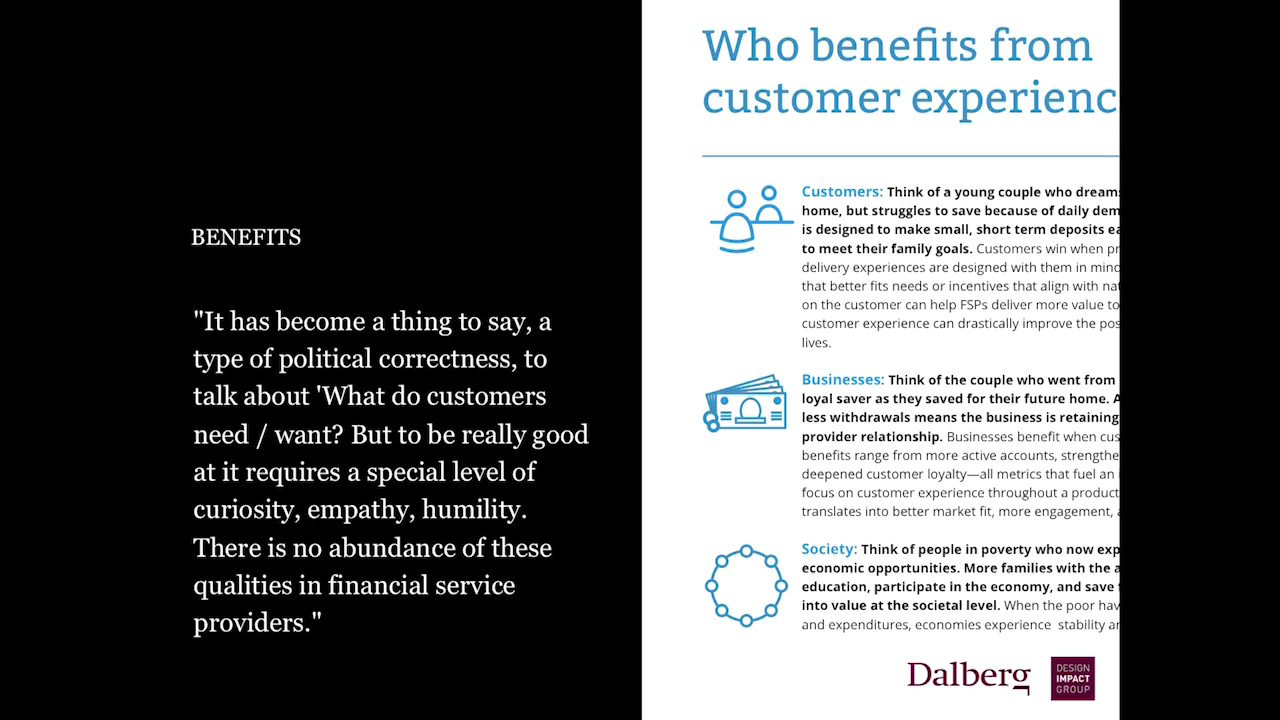 BENEFITS
"It has become a thing to say, a
type of political correctness, to
talk about 'What do customers
need / want? But to be really good
at it requires a special level of
curiosity, empathy, humility.
There is no abundance of these
qualities in financial service
providers."
Who benefits from
customer experienc
Customers: Think of a young couple who dreams
home, but struggles to save because of daily dem
is designed to make small, short term deposits ea
to meet their family goals. Customers win when pr
delivery experiences are designed with them in mind
that better fits needs or incentives that align with nat
on the customer can help FSPs deliver more value to
customer experience can drastically improve the pos
lives.
Businesses: Think of the couple who went from
loyal saver as they saved for their future home. A
less withdrawals means the business is retaining
provider relationship. Businesses benefit when cus
benefits range from more active accounts, strengthe
deepened customer loyalty—all metrics that fuel an
focus on customer experience throughout a product
translates into better market fit, more engagement,
Society: Think of people in poverty who now exp
economic opportunities. More families with the a
education, participate in the economy, and save
into value at the societal level. When the poor hav
and expenditures, economies experience stability an
Dalberg
DESIGN
IMPACT
GROUP